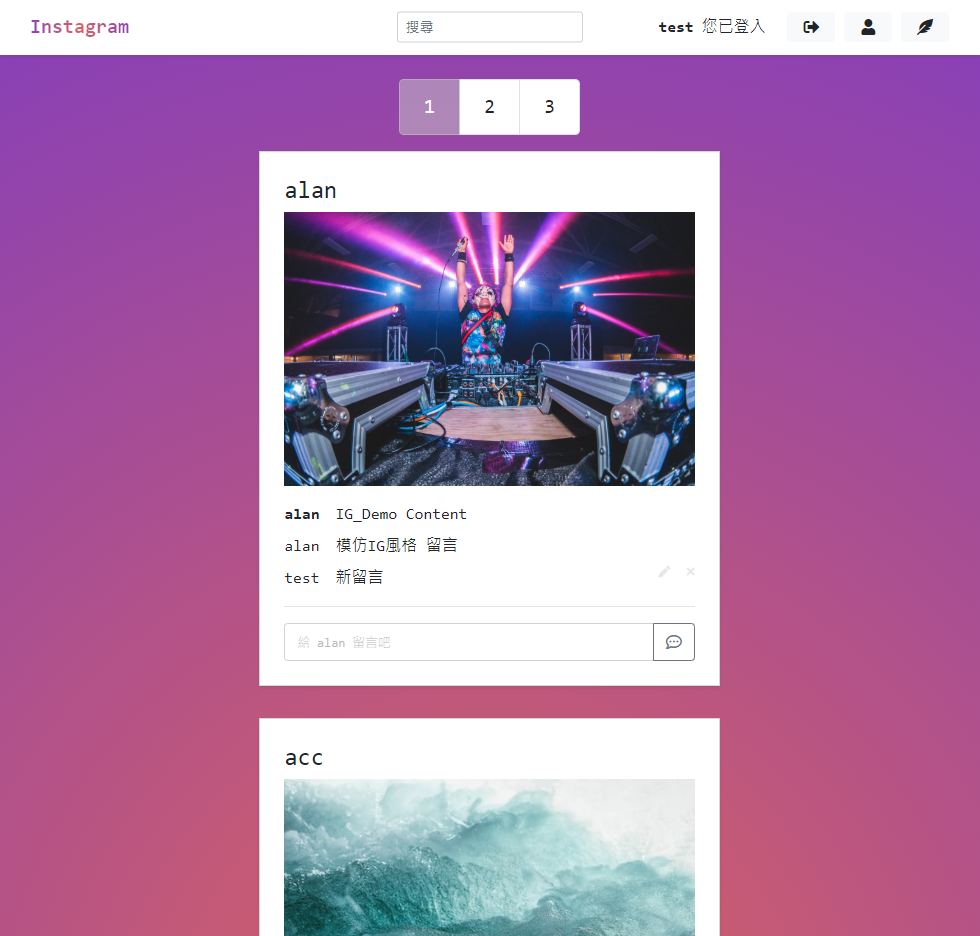 Instagram
搜尋
test 您已登入
1 2 3
alan
alan IG_Demo Content
alan 模仿IG風格 留言
test 新留言
給 alan 留言吧
acc